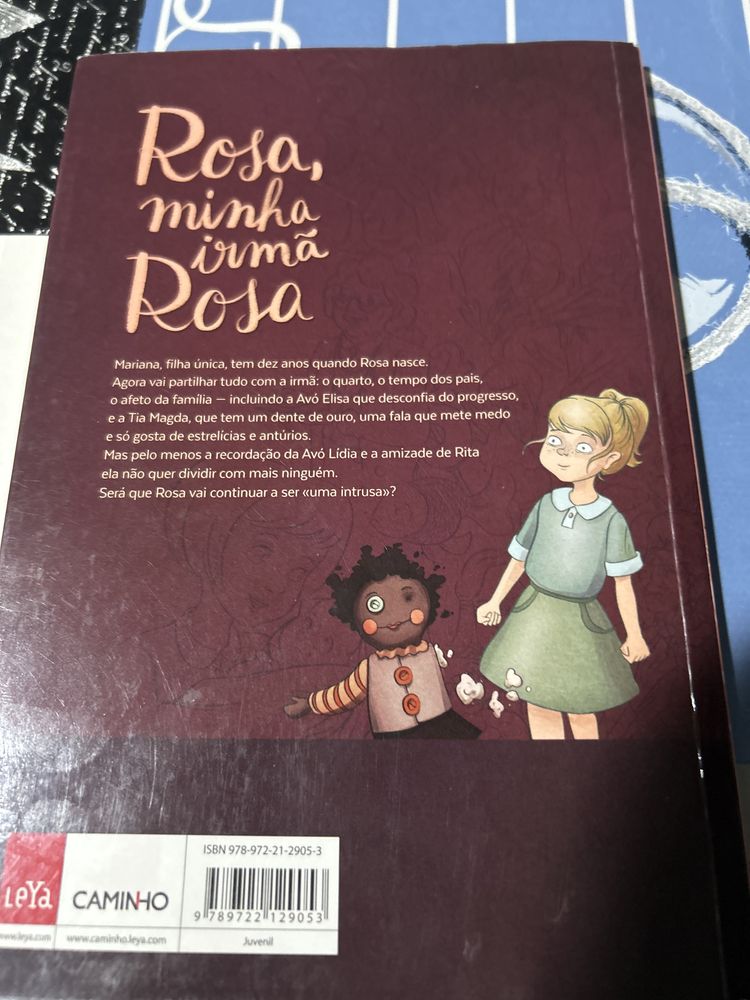 Rosa,
minha
irmã
Rosa
Mariana, filha única, tem dez anos quando Rosa nasce.
Agora vai partilhar tudo com a irmã: o quarto, o tempo dos pais,
o afeto da família — incluindo a Avó Elisa que desconfia do progresso,
e a Tia Magda, que tem um dente de ouro, uma fala que mete medo
e só gosta de estrelícias e antúrios.
Mas pelo menos a recordação da Avó Lídia e a amizade de Rita
ela não quer dividir com mais ninguém.
Será que Rosa vai continuar a ser «uma intrusa»?
LeYa
www.leya.com
CAMINHO
www.caminho.leya.com
ISBN 978-972-21-2905-3
9 789722 129053
Juvenil